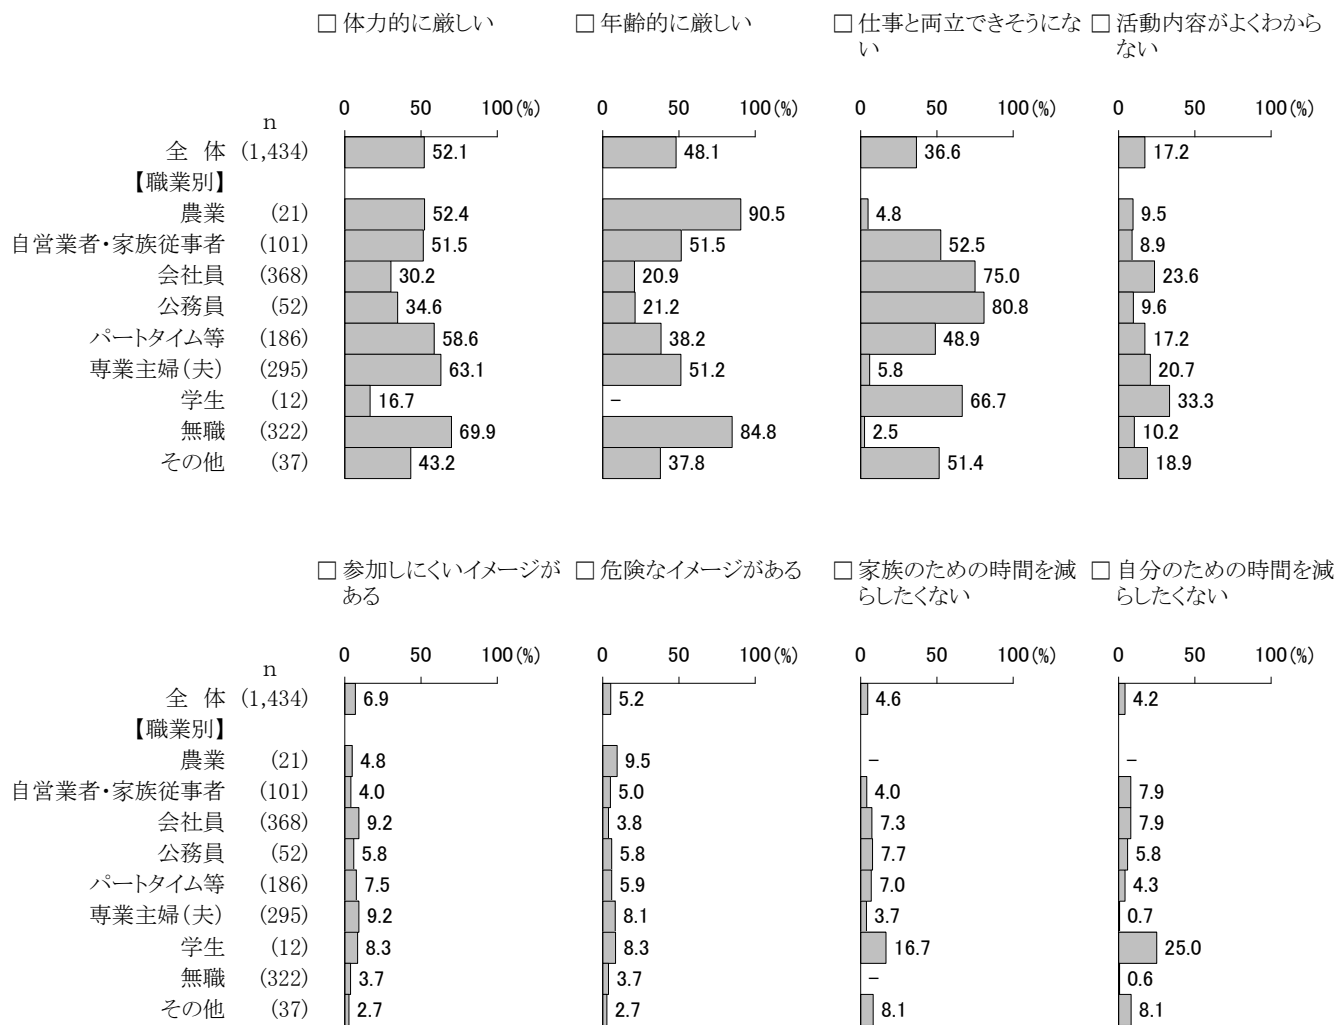 □ 体力的に厳しい □ 年齢的に厳しい □ 仕事と両立できそうにな □ 活動内容がよくわから
い ない
0 50 100(%) 0 50 100(%) 0 50 100(%) 0 50 100(%)
n
全 体 (1,434) 52.1 48.1 36.6 17.2
【職業別】
農業 (21) 52.4 90.5 4.8 9.5
自営業者・家族従事者 (101) 51.5 51.5 52.5 8.9
会社員 (368) 30.2 20.9 75.0 23.6
公務員 (52) 34.6 21.2 80.8 9.6
パートタイム等 (186) 58.6 38.2 48.9 17.2
専業主婦(夫) (295) 63.1 51.2 5.8 20.7
学生 (12) 16.7 − 66.7 33.3
無職 (322) 69.9 84.8 2.5 10.2
その他 (37) 43.2 37.8 51.4 18.9
□ 参加しにくいイメージが □ 危険なイメージがある □ 家族のための時間を減 □ 自分のための時間を減
ある らしたくない らしたくない
0 50 100(%) 0 50 100(%) 0 50 100(%) 0 50 100(%)
n
全 体 (1,434) 6.9 5.2 4.6 4.2
【職業別】
農業 (21) 4.8 9.5 − −
自営業者・家族従事者 (101) 4.0 5.0 4.0 7.9
会社員 (368) 9.2 3.8 7.3 7.9
公務員 (52) 5.8 5.8 7.7 5.8
パートタイム等 (186) 7.5 5.9 7.0 4.3
専業主婦(夫) (295) 9.2 8.1 3.7 0.7
学生 (12) 8.3 8.3 16.7 25.0
無職 (322) 3.7 3.7 − 0.6
その他 (37) 2.7 2.7 8.1 8.1